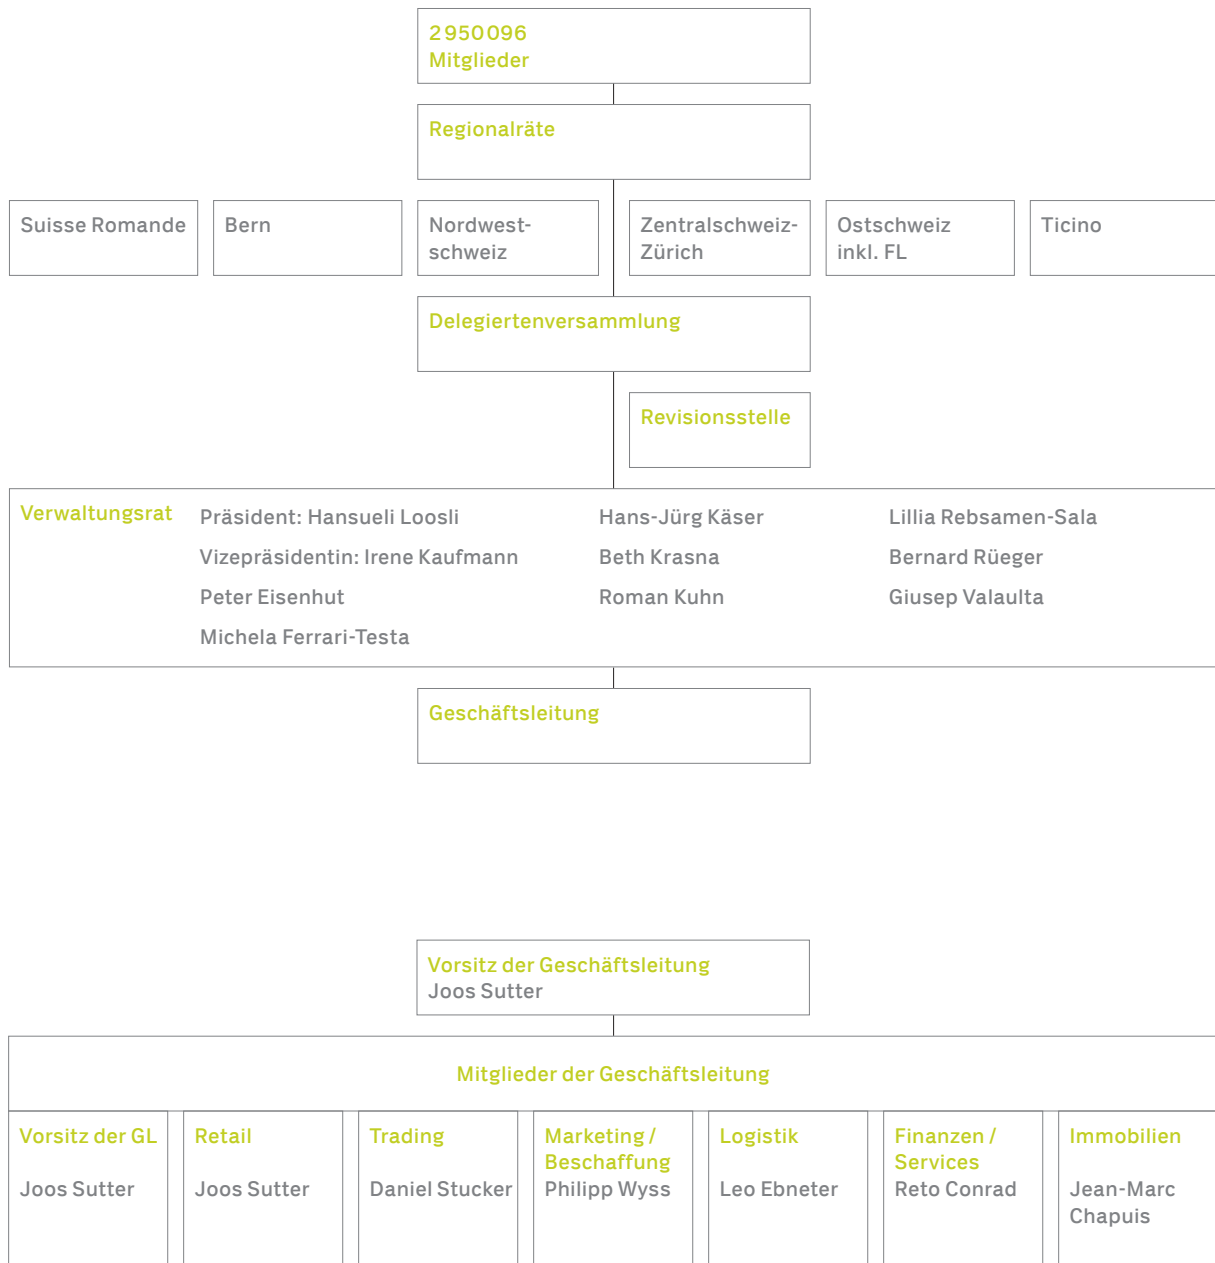 2 950 096
Mitglieder
Regionalräte
Suisse Romande
Bern
Nordwest-
schweiz
Zentralschweiz-
Zürich
Ostschweiz
inkl. FL
Ticino
Delegiertenversammlung
Revisionsstelle
Verwaltungsrat
Präsident: Hansueli Loosli
Vizepräsidentin: Irene Kaufmann
Peter Eisenhut
Michela Ferrari-Testa
Hans-Jürg Käser
Beth Krasna
Roman Kuhn
Lillia Rebsamen-Sala
Bernard Rüeger
Giusep Valaulta
Geschäftsleitung
Vorsitz der Geschäftsleitung
Joos Sutter
Mitglieder der Geschäftsleitung
Vorsitz der GL
Joos Sutter
Retail
Joos Sutter
Trading
Daniel Stucker
Marketing /
Beschaffung
Philipp Wyss
Logistik
Leo Ebneter
Finanzen /
Services
Reto Conrad
Immobilien
Jean-Marc
Chapuis